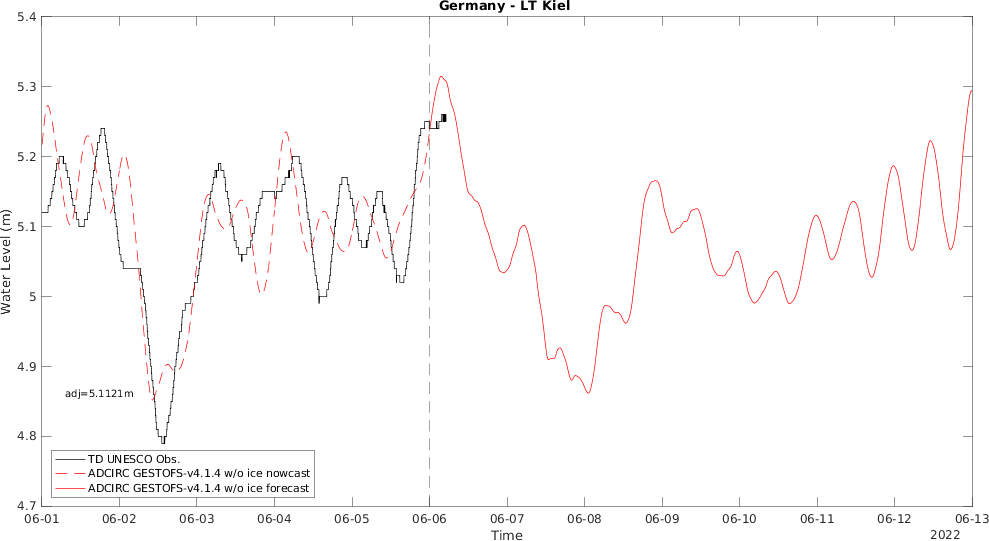 Germany - LT Kiel
5.4
5.3
5.2
5.1
5
4.9
4.8
4.7
Water Level (m)
adj=5.1121m
TD UNESCO Obs.
ADCIRC GESTOFS-v4.1.4 w/o ice nowcast
ADCIRC GESTOFS-v4.1.4 w/o ice forecast
06-01 06-02 06-03 06-04 06-05 06-06 06-07 06-08 06-09 06-10 06-11 06-12 06-13
Time
2022